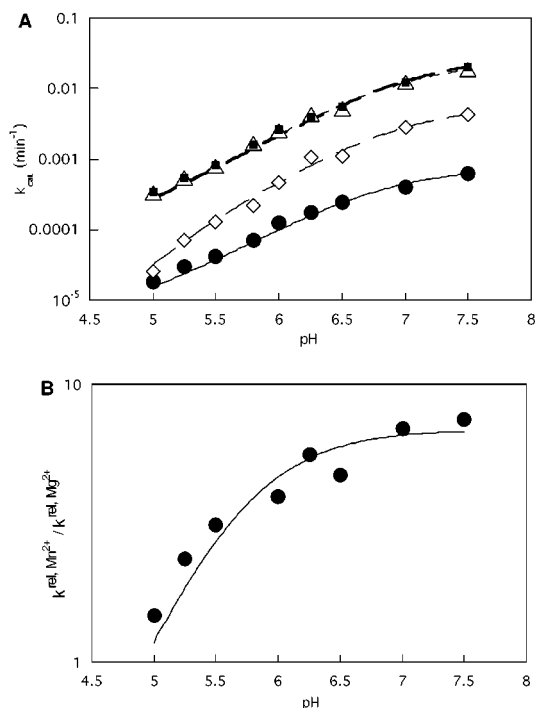 A
0.1
0.01
0.001
0.0001
10⁻⁵
k cat. (min⁻¹)
4.5 5 5.5 6 6.5 7 7.5 8
pH
B
10
1
k^rel, Mn²⁺ / k^rel, Mg²⁺
4.5 5 5.5 6 6.5 7 7.5 8
pH